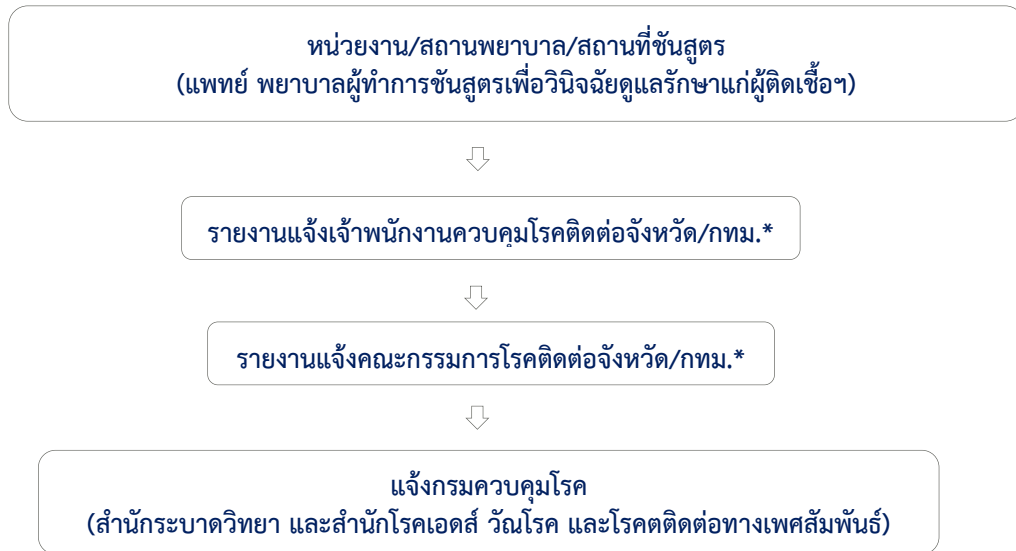 หน่วยงาน/สถานพยาบาล/สถานที่ชันสูตร
(แพทย์ พยาบาลผู้ทำการชันสูตรเพื่อวินิจฉัยดูแลรักษาแก่ผู้ติดเชื้อฯ)
รายงานแจ้งเจ้าพนักงานควบคุมโรคติดต่อจังหวัด/กทม.*
รายงานแจ้งคณะกรรมการโรคติดต่อจังหวัด/กทม.*
แจ้งกรมควบคุมโรค
(สำนักระบาดวิทยา และสำนักโรคเอดส์ วัณโรค และโรคตติดต่อทางเพศสัมพันธ์)